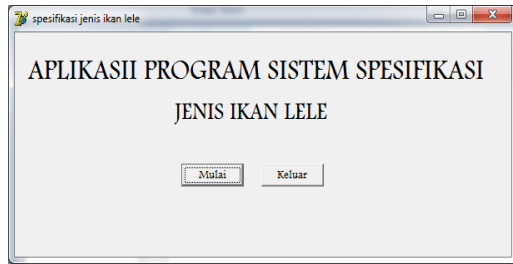 spesifikasi jenis ikan lele
APLIKASII PROGRAM SISTEM SPESIFIKASI
JENIS IKAN LELE
Mulai Keluar